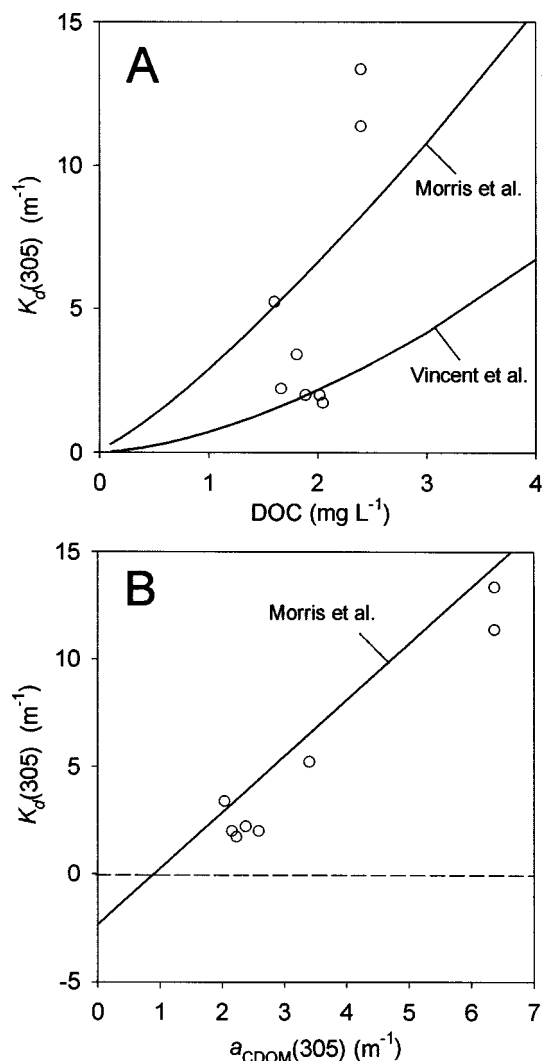 A
15
10
5
0
K_d(305) (m⁻¹)
Morris et al.
Vincent et al.
0 1 2 3 4
DOC (mg L⁻¹)
B
15
10
5
0
-5
K_d(305) (m⁻¹)
Morris et al.
0 1 2 3 4 5 6 7
a_CDOM(305) (m⁻¹)